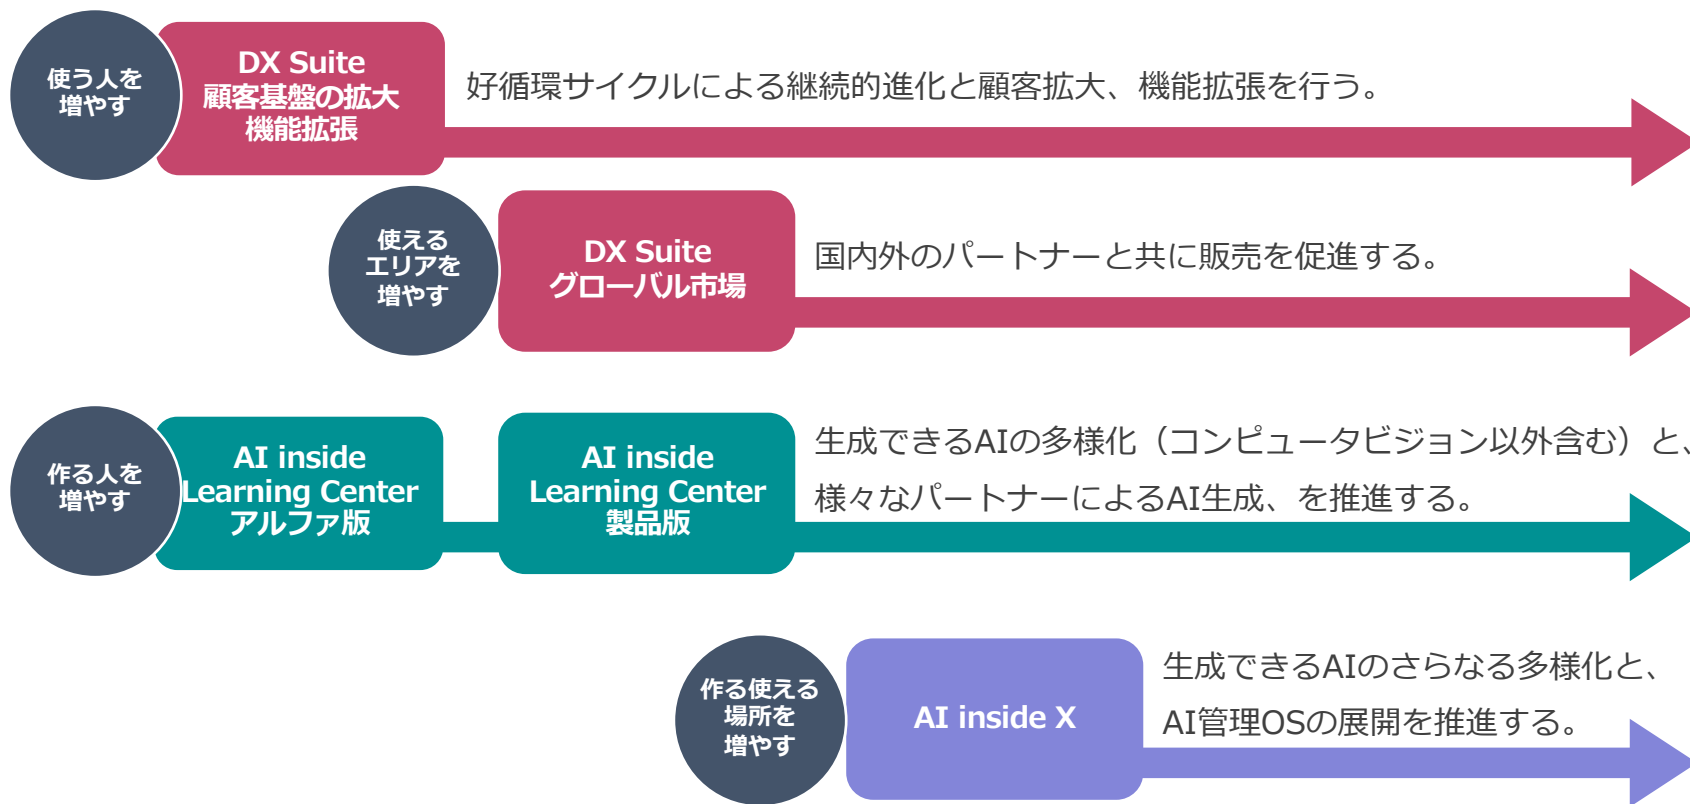 使う人を
増やす
DX Suite
顧客基盤の拡大
機能拡張
好循環サイクルによる継続的進化と顧客拡大、機能拡張を行う。
使える
エリアを
増やす
DX Suite
グローバル市場
国内外のパートナーと共に販売を促進する。
作る人を
増やす
AI inside
Learning Center
アルファ版
AI inside
Learning Center
製品版
生成できるAIの多様化（コンピュータビジョン以外含む）と、
様々なパートナーによるAI生成、を推進する。
作る使える
場所を
増やす
AI inside X
生成できるAIのさらなる多様化と、
AI管理OSの展開を推進する。